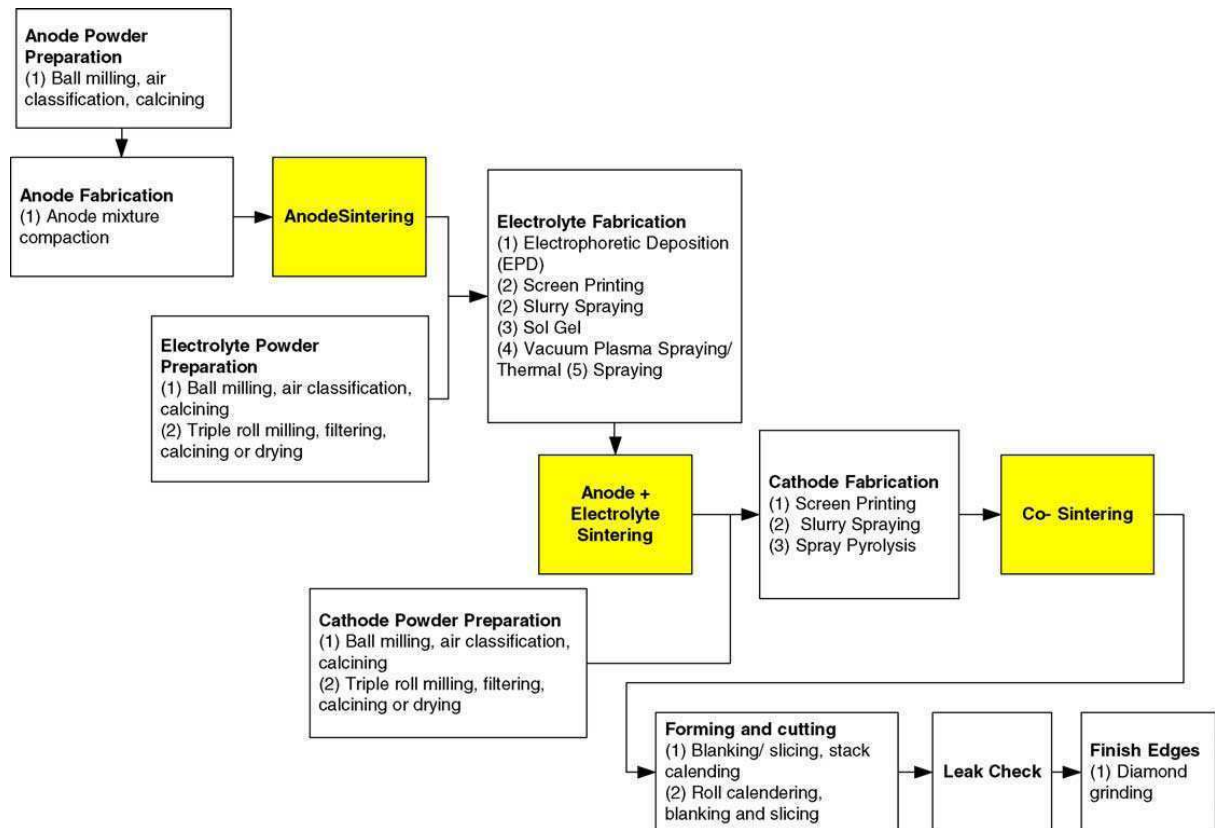 Anode Powder
Preparation
(1) Ball milling, air
classification, calcining
Anode Fabrication
(1) Anode mixture
compaction
AnodeSintering
Electrolyte Fabrication
(1) Electrophoretic Deposition
(EPD)
(2) Screen Printing
(2) Slurry Spraying
(3) Sol Gel
(4) Vacuum Plasma Spraying/
Thermal (5) Spraying
Electrolyte Powder
Preparation
(1) Ball milling, air classification,
calcining
(2) Triple roll milling, filtering,
calcining or drying
Anode +
Electrolyte
Sintering
Cathode Fabrication
(1) Screen Printing
(2) Slurry Spraying
(3) Spray Pyrolysis
Co- Sintering
Cathode Powder Preparation
(1) Ball milling, air classification,
calcining
(2) Triple roll milling, filtering,
calcining or drying
Forming and cutting
(1) Blanking/ slicing, stack
calending
(2) Roll calendering,
blanking and slicing
Leak Check
Finish Edges
(1) Diamond
grinding